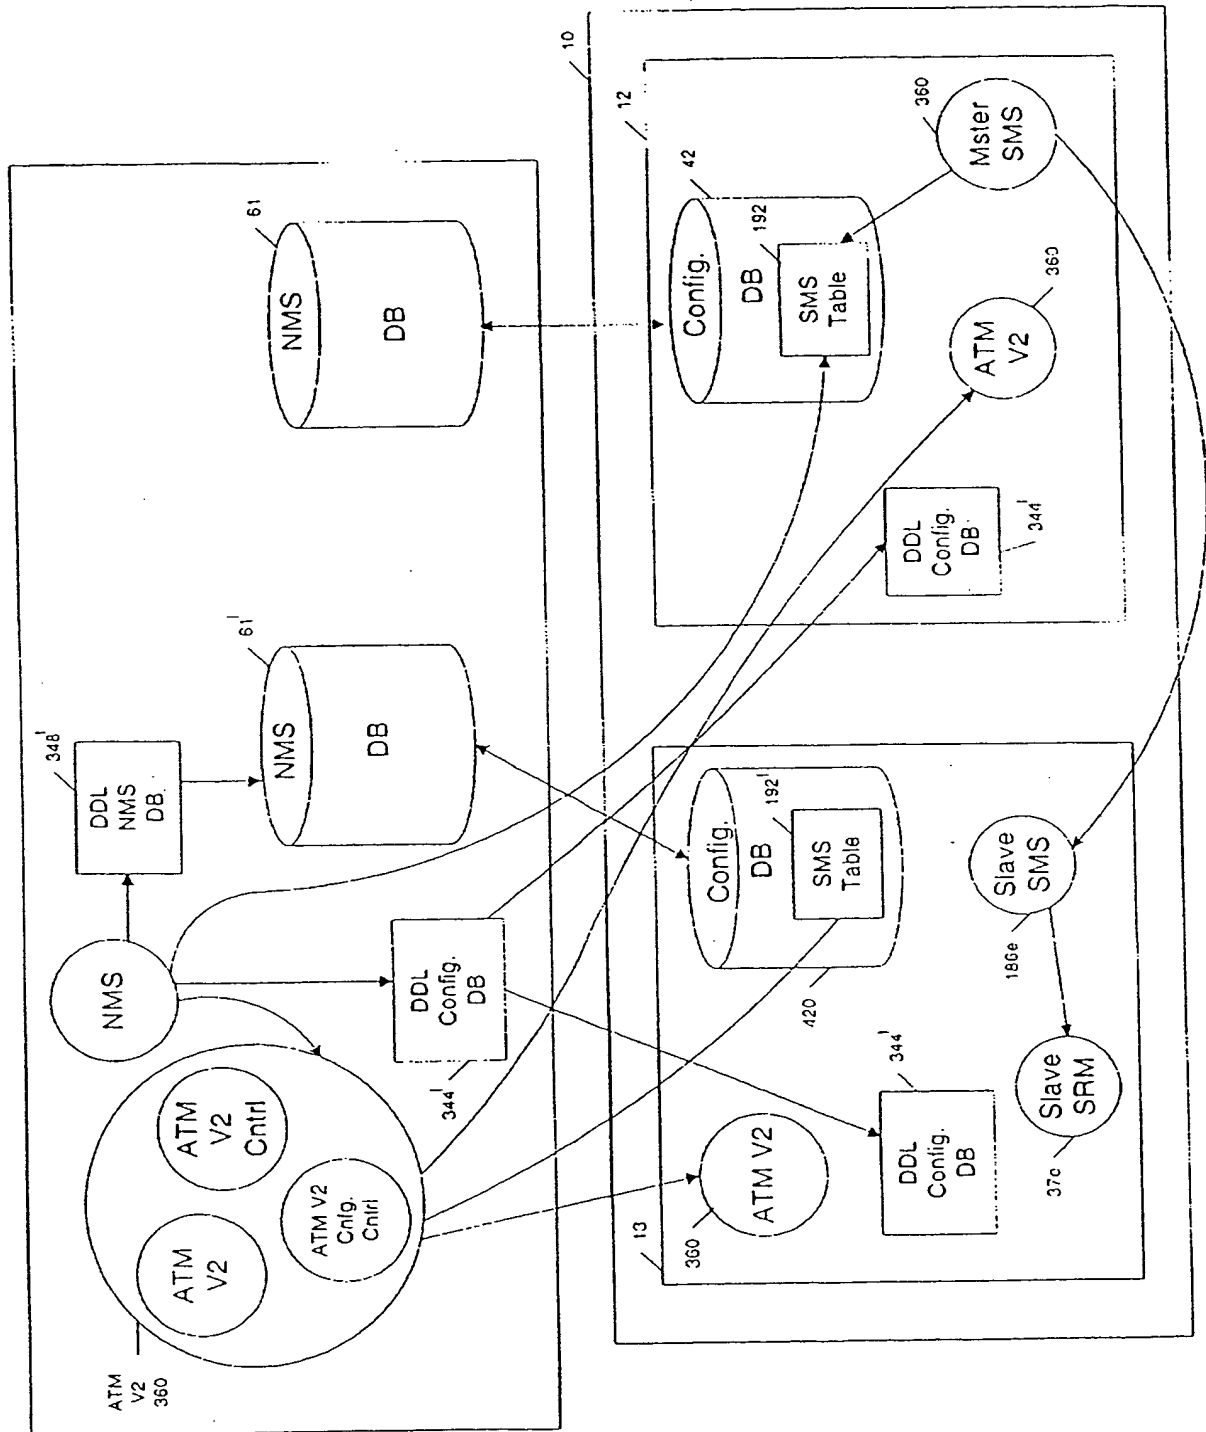 ATM
V2
360
ATM
V2
ATM
V2
Cntrl
ATM V2
Cnfg.
Cntrl
NMS
DDL
NMS
DB.
348'
DDL
Config.
DB
344'
NMS
DB
61'
NMS
DB
61
10
13
360
ATM V2
DDL
Config.
DB
344'
Slave
SRM
37c
Slave
SMS
186e
Config.
DB
SMS
Table
192'
420
12
DDL
Config.
DB.
344'
Config.
DB
SMS
Table
192
42
ATM
V2
360
Mster
SMS
360